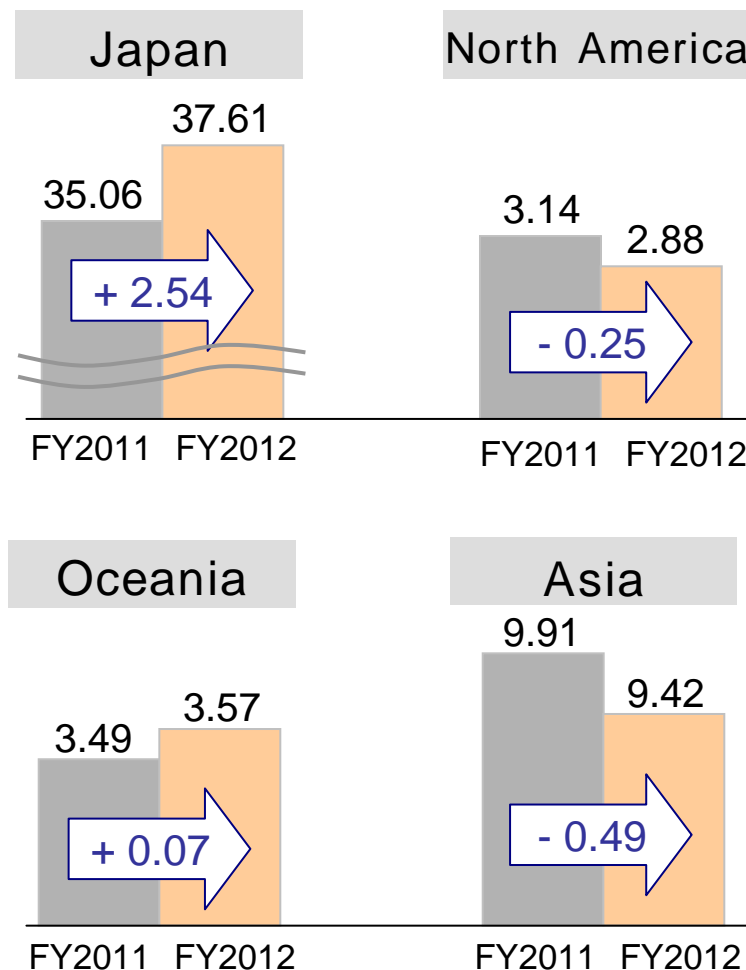 Japan
37.61
35.06
+ 2.54
FY2011 FY2012
North America
3.14
2.88
- 0.25
FY2011 FY2012
Oceania
3.57
3.49
+ 0.07
FY2011 FY2012
Asia
9.91
9.42
- 0.49
FY2011 FY2012